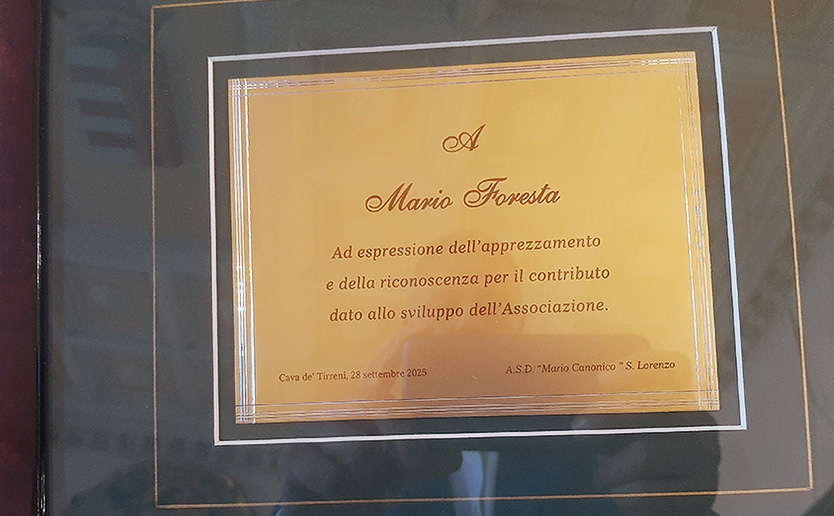 A
Mario Foresta
Ad espressione dell'apprezzamento
e della riconoscenza per il contributo
dato allo sviluppo dell'Associazione.
Cava de' Tirreni, 28 settembre 2025
A.S.D. "Mario Canonico " S. Lorenzo